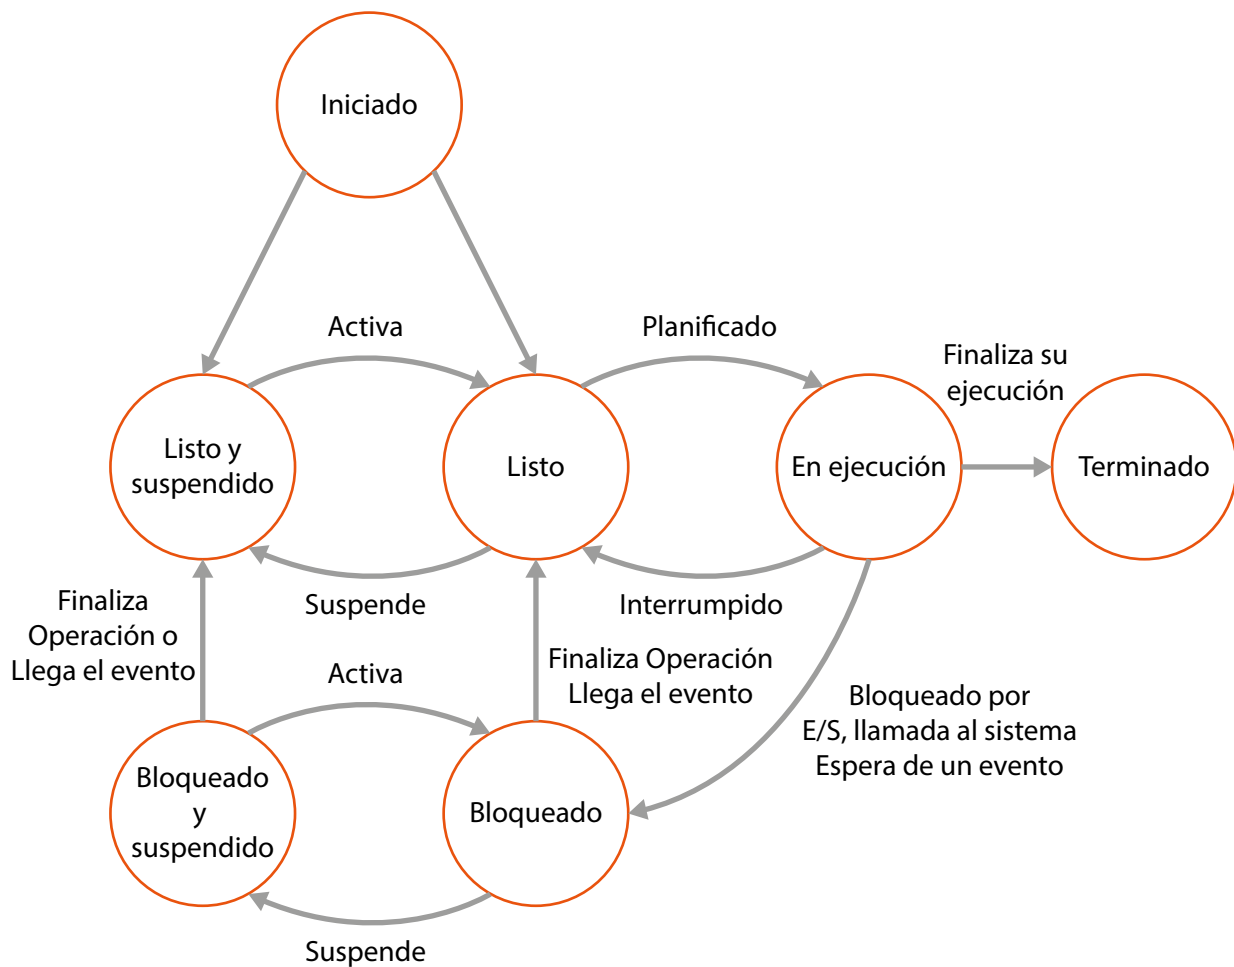 Iniciado
Activa
Planificado
Finaliza su
ejecución
Listo y
suspendido
Listo
En ejecución
Terminado
Suspende
Interrumpido
Finaliza
Operación o
Llega el evento
Activa
Finaliza Operación
Llega el evento
Bloqueado por
E/S, llamada al sistema
Espera de un evento
Bloqueado
y
suspendido
Bloqueado
Suspende